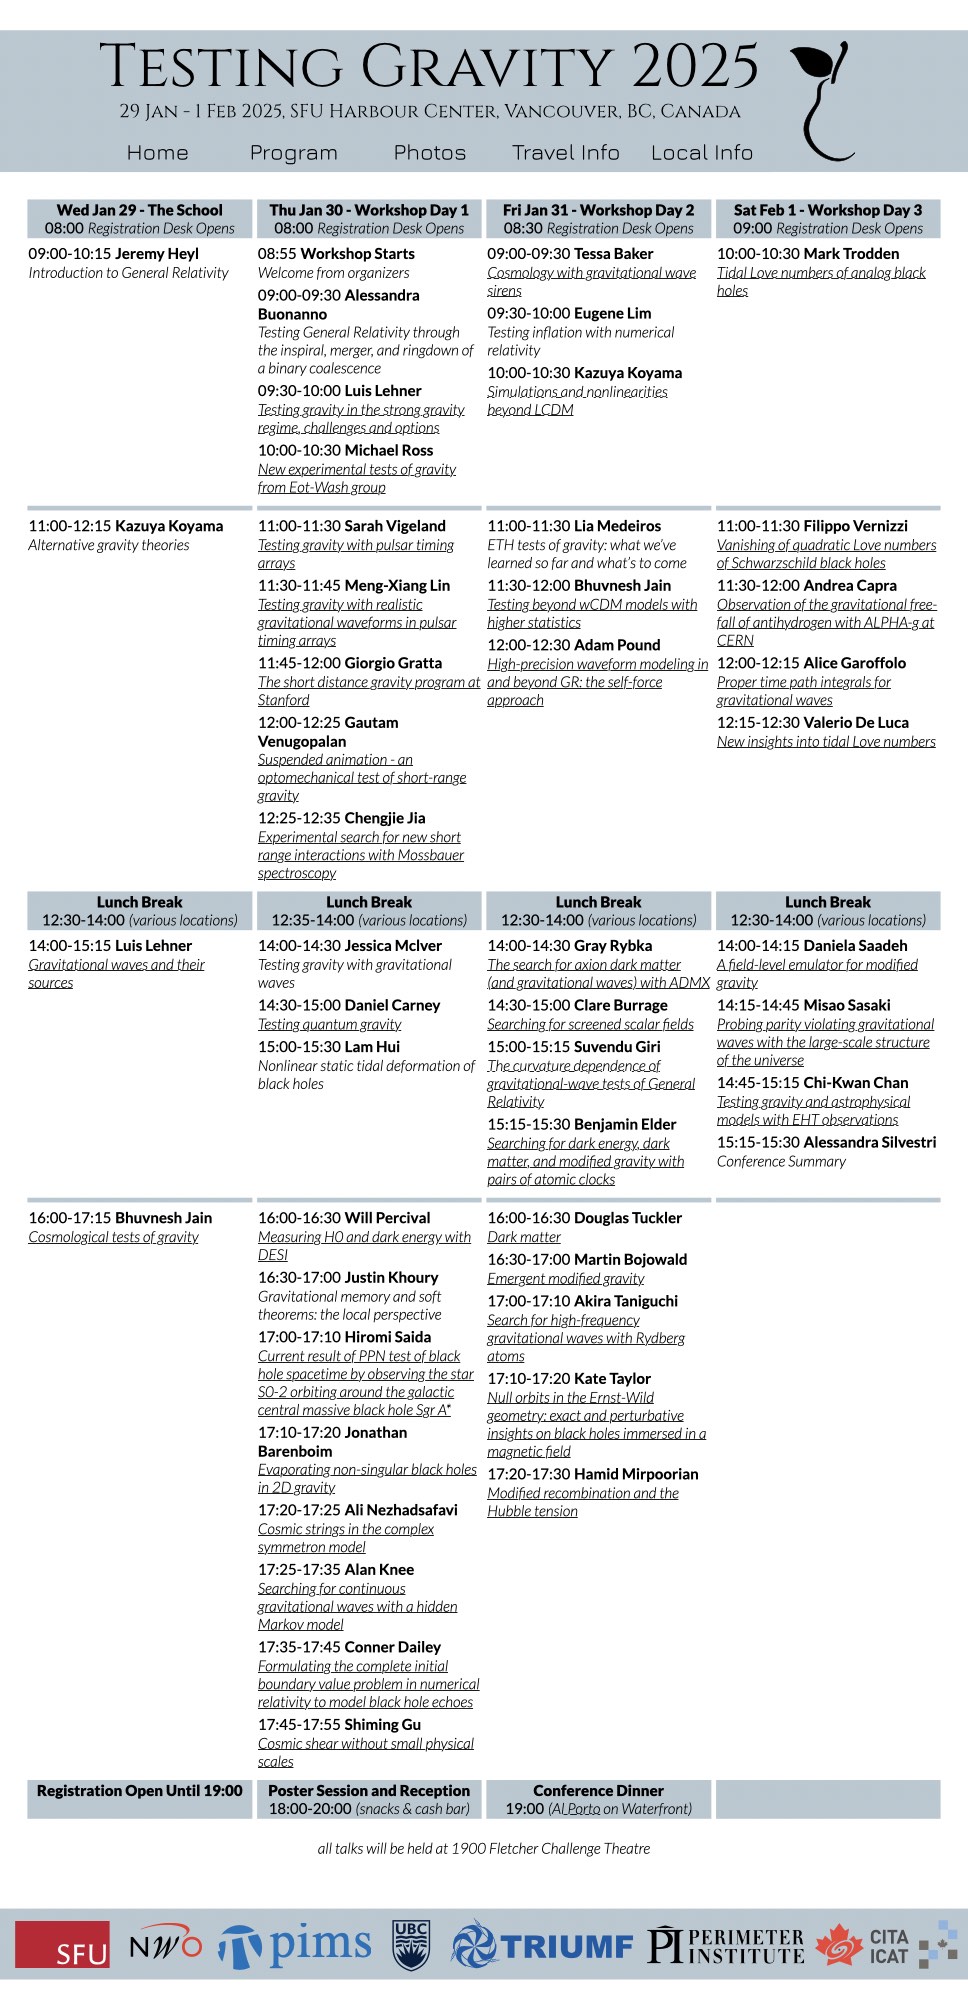 Testing Gravity 2025
29 Jan - 1 Feb 2025, SFU Harbour Center, Vancouver, BC, Canada
Home Program Photos Travel Info Local Info
Wed Jan 29 - The School
08:00 Registration Desk Opens
09:00-10:15 Jeremy Heyl
Introduction to General Relativity
11:00-12:15 Kazuya Koyama
Alternative gravity theories
Lunch Break
12:30-14:00 (various locations)
14:00-15:15 Luis Lehner
Gravitational waves and their
sources
16:00-17:15 Bhuvnesh Jain
Cosmological tests of gravity
Registration Open Until 19:00
Thu Jan 30 - Workshop Day 1
08:00 Registration Desk Opens
08:55 Workshop Starts
Welcome from organizers
09:00-09:30 Alessandra
Buonanno
Testing General Relativity through
the inspiral, merger, and ringdown of
a binary coalescence
09:30-10:00 Luis Lehner
Testing gravity in the strong gravity
regime, challenges and options
10:00-10:30 Michael Ross
New experimental tests of gravity
from Eot-Wash group
11:00-11:30 Sarah Vigeland
Testing gravity with pulsar timing
arrays
11:30-11:45 Meng-Xiang Lin
Testing gravity with realistic
gravitational waveforms in pulsar
timing arrays
11:45-12:00 Giorgio Gratta
The short distance gravity program at
Stanford
12:00-12:25 Gautam
Venugopalan
Suspended animation - an
optomechanical test of short-range
gravity
12:25-12:35 Chengjie Jia
Experimental search for new short
range interactions with Mossbauer
spectroscopy
Lunch Break
12:35-14:00 (various locations)
14:00-14:30 Jessica McIver
Testing gravity with gravitational
waves
14:30-15:00 Daniel Carney
Testing quantum gravity
15:00-15:30 Lam Hui
Nonlinear static tidal deformation of
black holes
16:00-16:30 Will Percival
Measuring H0 and dark energy with
DESI
16:30-17:00 Justin Khoury
Gravitational memory and soft
theorems: the local perspective
17:00-17:10 Hiromi Saida
Current result of PPN test of black
hole spacetime by observing the star
S0-2 orbiting around the galactic
central massive black hole Sgr A*
17:10-17:20 Jonathan
Barenboim
Evaporating non-singular black holes
in 2D gravity
17:20-17:25 Ali Nezhadsafavi
Cosmic strings in the complex
symmetron model
17:25-17:35 Alan Knee
Searching for continuous
gravitational waves with a hidden
Markov model
17:35-17:45 Conner Dailey
Formulating the complete initial
boundary value problem in numerical
relativity to model black hole echoes
17:45-17:55 Shiming Gu
Cosmic shear without small physical
scales
Poster Session and Reception
18:00-20:00 (snacks & cash bar)
Fri Jan 31 - Workshop Day 2
08:30 Registration Desk Opens
09:00-09:30 Tessa Baker
Cosmology with gravitational wave
sirens
09:30-10:00 Eugene Lim
Testing inflation with numerical
relativity
10:00-10:30 Kazuya Koyama
Simulations and nonlinearities
beyond LCDM
11:00-11:30 Lia Medeiros
ETH tests of gravity: what we've
learned so far and what's to come
11:30-12:00 Bhuvnesh Jain
Testing beyond wCDM models with
higher statistics
12:00-12:30 Adam Pound
High-precision waveform modeling in
and beyond GR: the self-force
approach
Lunch Break
12:30-14:00 (various locations)
14:00-14:30 Gray Rybka
The search for axion dark matter
(and gravitational waves) with ADMX
14:30-15:00 Clare Burrage
Searching for screened scalar fields
15:00-15:15 Suvendu Giri
The curvature dependence of
gravitational-wave tests of General
Relativity
15:15-15:30 Benjamin Elder
Searching for dark energy, dark
matter, and modified gravity with
pairs of atomic clocks
16:00-16:30 Douglas Tuckler
Dark matter
16:30-17:00 Martin Bojowald
Emergent modified gravity
17:00-17:10 Akira Taniguchi
Search for high-frequency
gravitational waves with Rydberg
atoms
17:10-17:20 Kate Taylor
Null orbits in the Ernst-Wild
geometry: exact and perturbative
insights on black holes immersed in a
magnetic field
17:20-17:30 Hamid Mirpoorian
Modified recombination and the
Hubble tension
Conference Dinner
19:00 (Al Porto on Waterfront)
Sat Feb 1 - Workshop Day 3
09:00 Registration Desk Opens
10:00-10:30 Mark Trodden
Tidal Love numbers of analog black
holes
11:00-11:30 Filippo Vernizzi
Vanishing of quadratic Love numbers
of Schwarzschild black holes
11:30-12:00 Andrea Capra
Observation of the gravitational free-
fall of antihydrogen with ALPHA-g at
CERN
12:00-12:15 Alice Garoffolo
Proper time path integrals for
gravitational waves
12:15-12:30 Valerio De Luca
New insights into tidal Love numbers
Lunch Break
12:30-14:00 (various locations)
14:00-14:15 Daniela Saadeh
A field-level emulator for modified
gravity
14:15-14:45 Misao Sasaki
Probing parity violating gravitational
waves with the large-scale structure
of the universe
14:45-15:15 Chi-Kwan Chan
Testing gravity and astrophysical
models with EHT observations
15:15-15:30 Alessandra Silvestri
Conference Summary
all talks will be held at 1900 Fletcher Challenge Theatre
SFU NWO pims UBC TRIUMF PI PERIMETER INSTITUTE CITA ICAT